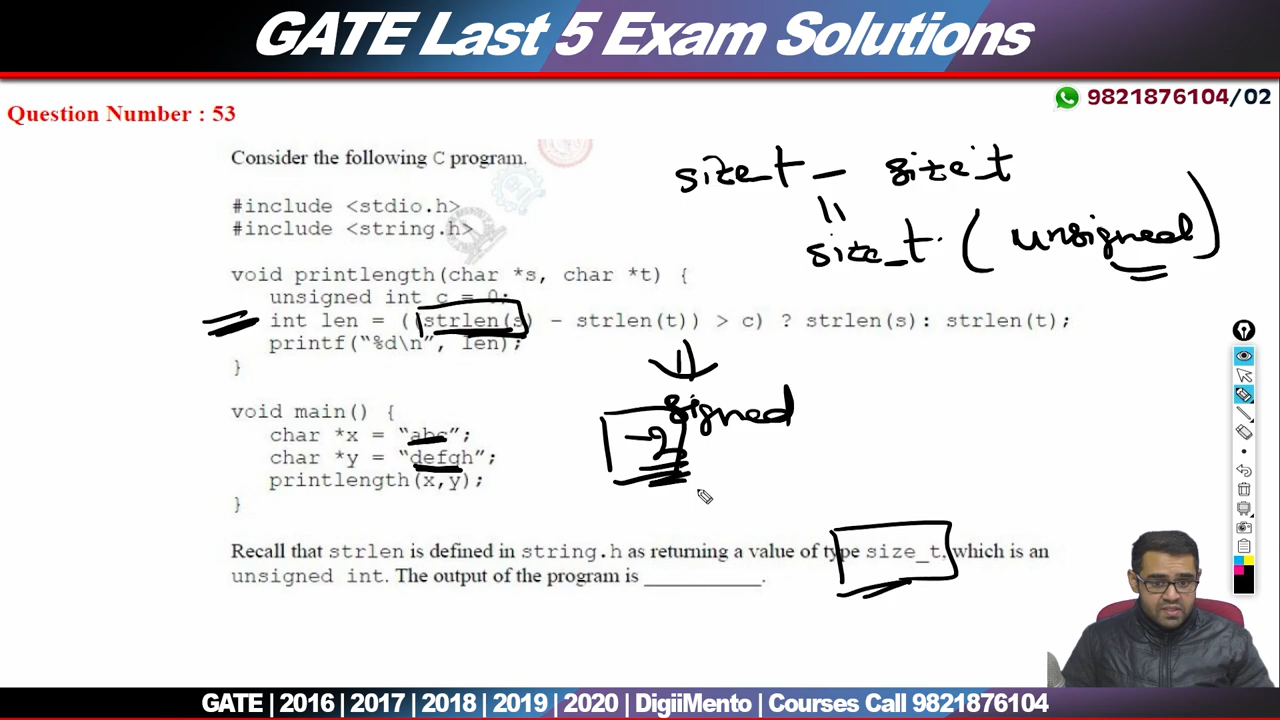 GATE Last 5 Exam Solutions
9821876104/02
Question Number : 53
Consider the following C program.
#include <stdio.h>
#include <string.h>
void printlength(char *s, char *t) {
unsigned int c = 0;
int len = ((strlen(s) - strlen(t)) > c) ? strlen(s): strlen(t);
printf("%d\n", len);
}
void main() {
char *x = "abc";
char *y = "defgh";
printlength(x,y);
}
size_t - size_t
=
size_t (unsigned)
signed
-2
Recall that strlen is defined in string.h as returning a value of type size_t, which is an
unsigned int. The output of the program is __________.
GATE | 2016 | 2017 | 2018 | 2019 | 2020 | DigiiMento | Courses Call 9821876104